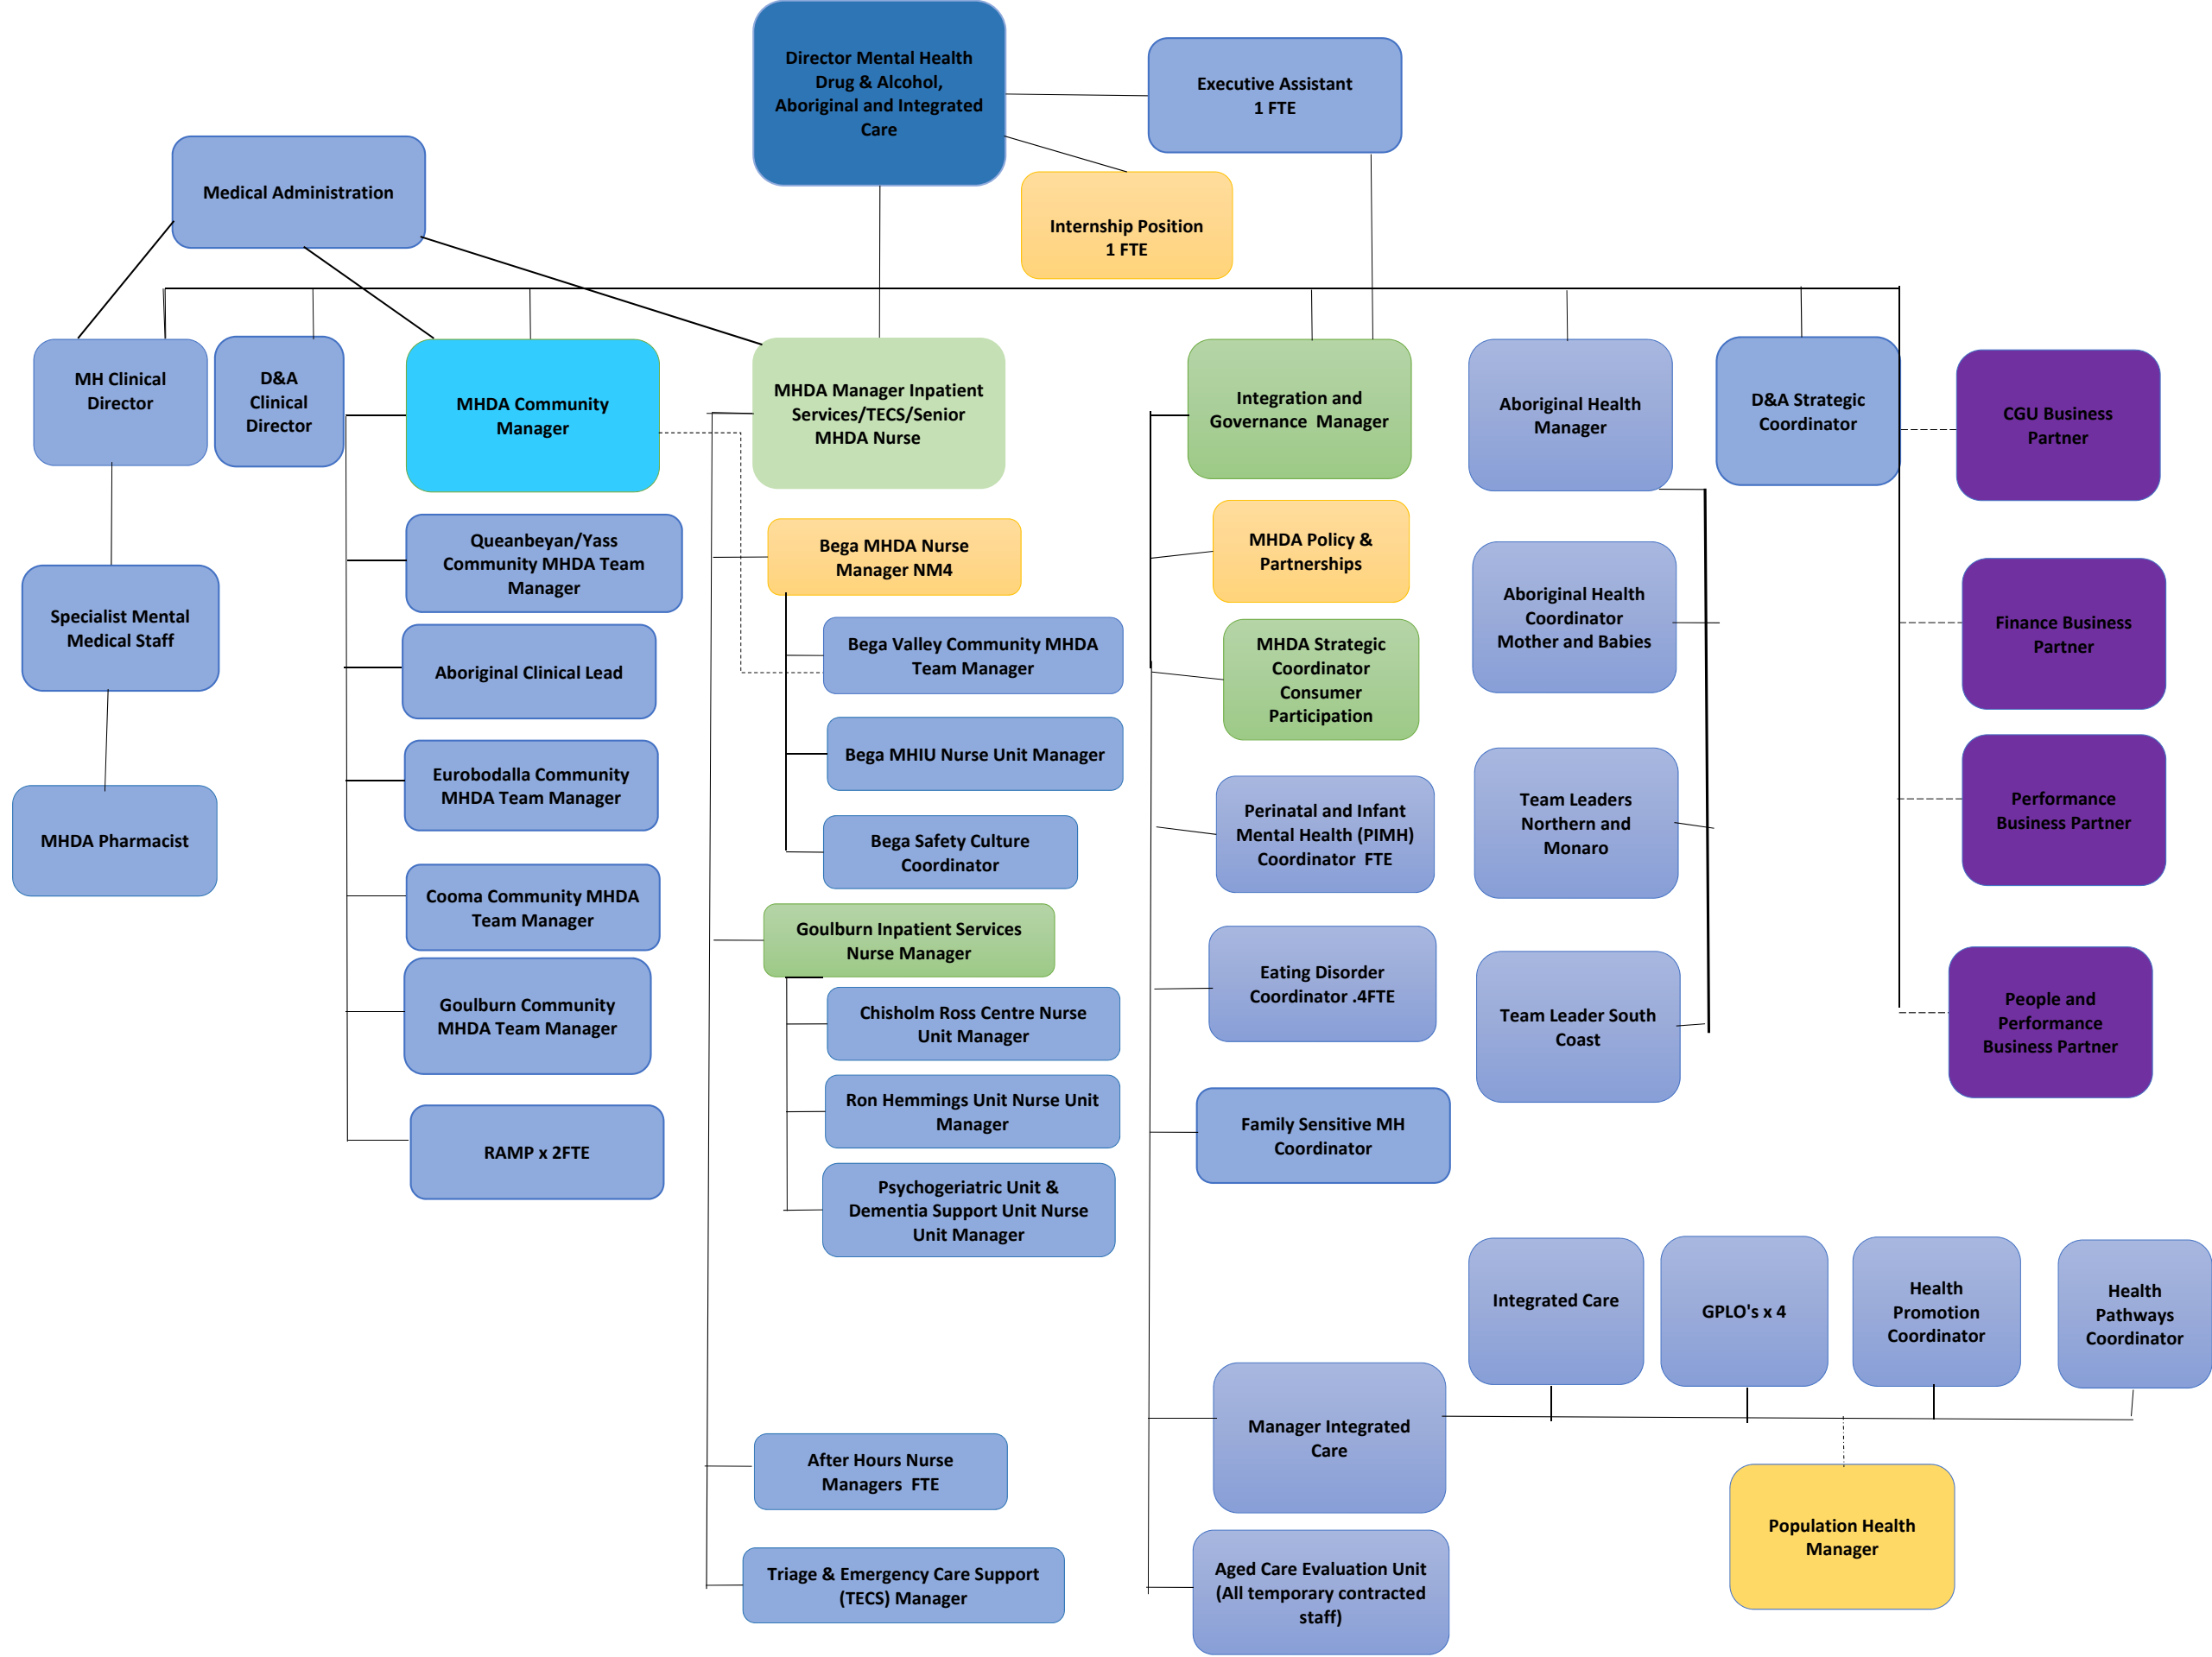 Director Mental Health
Drug & Alcohol,
Aboriginal and Integrated
Care
Executive Assistant
1 FTE
Medical Administration
Internship Position
1 FTE
MH Clinical
Director
D&A
Clinical
Director
MHDA Community
Manager
MHDA Manager Inpatient
Services/TECS/Senior
MHDA Nurse
Integration and
Governance Manager
Aboriginal Health
Manager
D&A Strategic
Coordinator
CGU Business
Partner
Specialist Mental
Medical Staff
MHDA Pharmacist
Queanbeyan/Yass
Community MHDA Team
Manager
Aboriginal Clinical Lead
Eurobodalla Community
MHDA Team Manager
Cooma Community MHDA
Team Manager
Goulburn Community
MHDA Team Manager
RAMP x 2FTE
Bega MHDA Nurse
Manager NM4
Bega Valley Community MHDA
Team Manager
Bega MHIU Nurse Unit Manager
Bega Safety Culture
Coordinator
Goulburn Inpatient Services
Nurse Manager
Chisholm Ross Centre Nurse
Unit Manager
Ron Hemmings Unit Nurse Unit
Manager
Psychogeriatric Unit &
Dementia Support Unit Nurse
Unit Manager
After Hours Nurse
Managers FTE
Triage & Emergency Care Support
(TECS) Manager
MHDA Policy &
Partnerships
MHDA Strategic
Coordinator
Consumer
Participation
Perinatal and Infant
Mental Health (PIMH)
Coordinator FTE
Eating Disorder
Coordinator .4FTE
Family Sensitive MH
Coordinator
Manager Integrated
Care
Aged Care Evaluation Unit
(All temporary contracted
staff)
Aboriginal Health
Coordinator
Mother and Babies
Team Leaders
Northern and
Monaro
Team Leader South
Coast
Finance Business
Partner
Performance
Business Partner
People and
Performance
Business Partner
Integrated Care
GPLO's x 4
Health
Promotion
Coordinator
Health
Pathways
Coordinator
Population Health
Manager